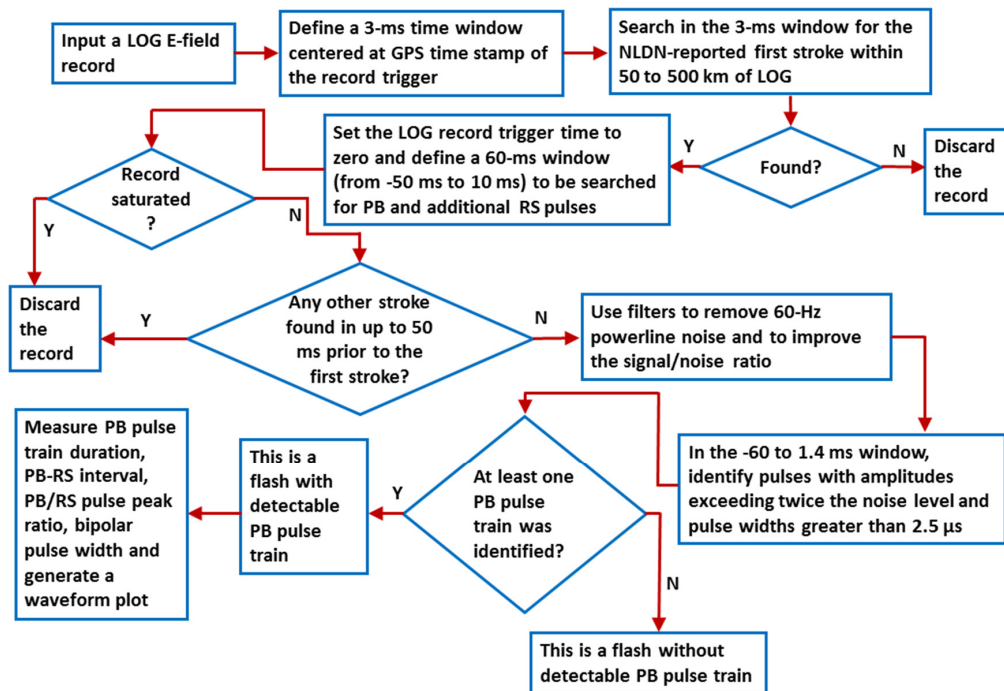 Input a LOG E-field
record
Define a 3-ms time window
centered at GPS time stamp of
the record trigger
Search in the 3-ms window for the
NLDN-reported first stroke within
50 to 500 km of LOG
Found?
Y
N
Discard
the
record
Set the LOG record trigger time to
zero and define a 60-ms window
(from -50 ms to 10 ms) to be searched
for PB and additional RS pulses
Record
saturated
?
Y
N
Discard
the
record
Any other stroke
found in up to 50
ms prior to the
first stroke?
Y
N
Use filters to remove 60-Hz
powerline noise and to improve
the signal/noise ratio
In the -60 to 1.4 ms window,
identify pulses with amplitudes
exceeding twice the noise level and
pulse widths greater than 2.5 µs
At least one
PB pulse
train was
identified?
Y
N
This is a
flash with
detectable
PB pulse
train
Measure PB pulse
train duration,
PB-RS interval,
PB/RS pulse peak
ratio, bipolar
pulse width and
generate a
waveform plot
This is a flash without
detectable PB pulse train